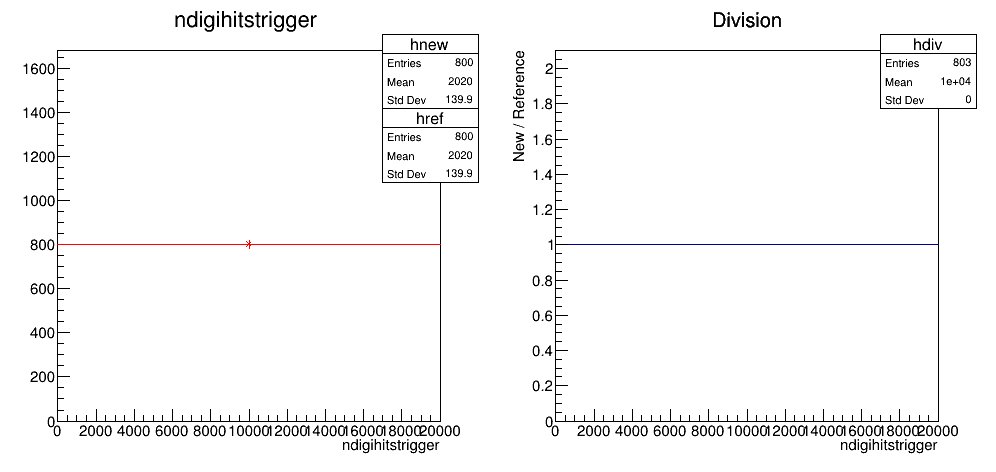 ndigihitstrigger
hnew
Entries 800
Mean 2020
Std Dev 139.9
href
Entries 800
Mean 2020
Std Dev 139.9
1600
1400
1200
1000
800
600
400
200
0
0 2000 4000 6000 8000 10000 12000 14000 16000 18000 20000
ndigihitstrigger
Division
hdiv
Entries 803
Mean 1e+04
Std Dev 0
New / Reference
2
1.8
1.6
1.4
1.2
1
0.8
0.6
0.4
0.2
0
0 2000 4000 6000 8000 10000 12000 14000 16000 18000 20000
ndigihitstrigger